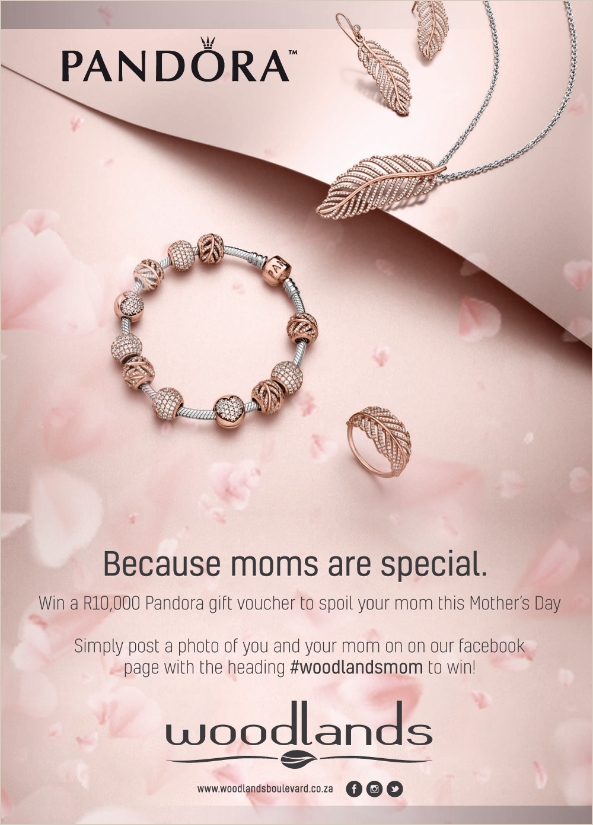 PANDORA™
PAN
Because moms are special.
Win a R10,000 Pandora gift voucher to spoil your mom this Mother's Day
Simply post a photo of you and your mom on on our facebook
page with the heading #woodlandsmom to win!
woodlands
www.woodlandsboulevard.co.za